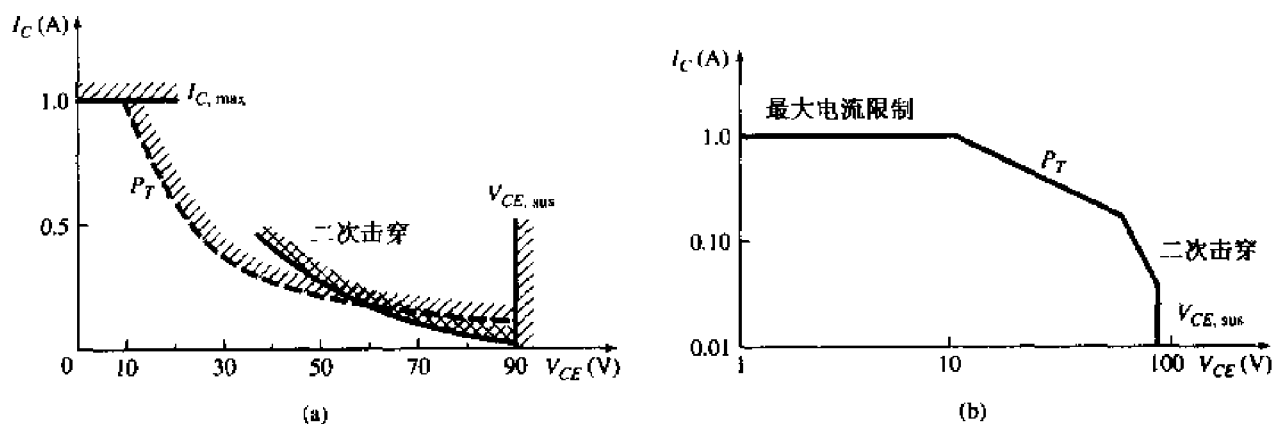 I_C (A)
1.0
I_C, max
P_T
V_CE, sus
0.5
二次击穿
0 10 30 50 70 90 V_CE (V)
(a)
I_C (A)
最大电流限制
1.0
P_T
0.10
二次击穿
V_CE, sus
0.01
1 10 100 V_CE (V)
(b)